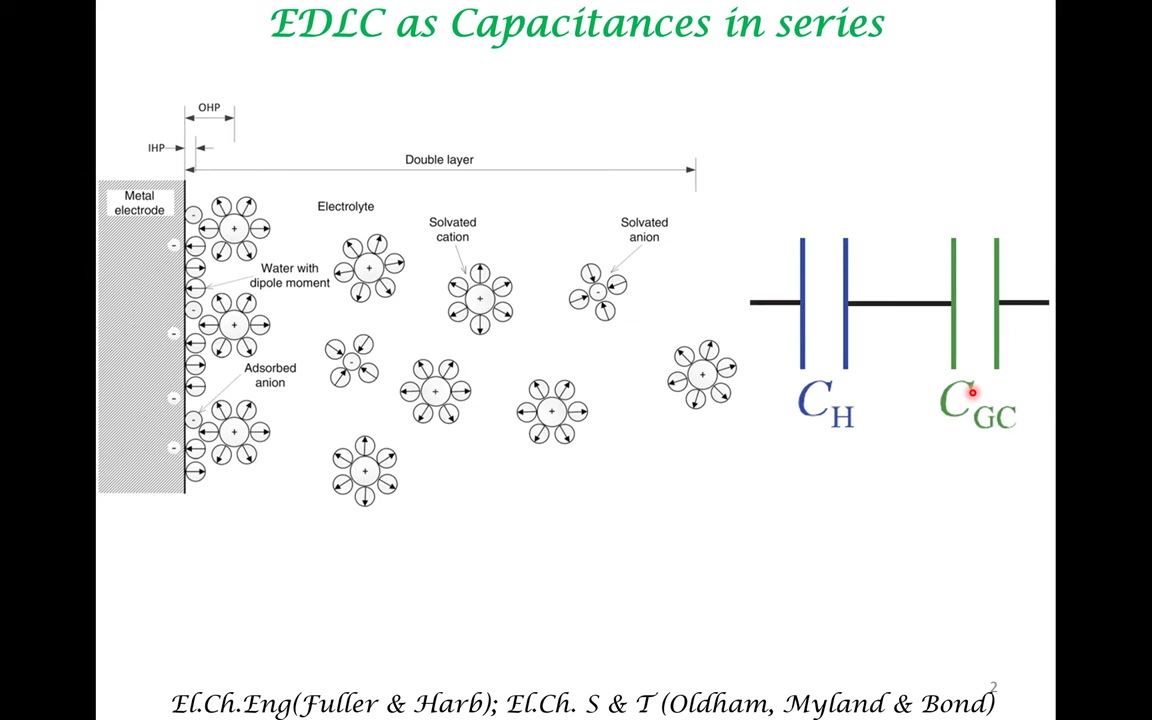 EDLC as Capacitances in series
OHP
IHP
Double layer
Metal
electrode
Electrolyte
Solvated
cation
Solvated
anion
Water with
dipole moment
Adsorbed
anion
C_H
C_GC
2
El.Ch.Eng(Fuller & Harb); El.Ch. S & T (Oldham, Myland & Bond)